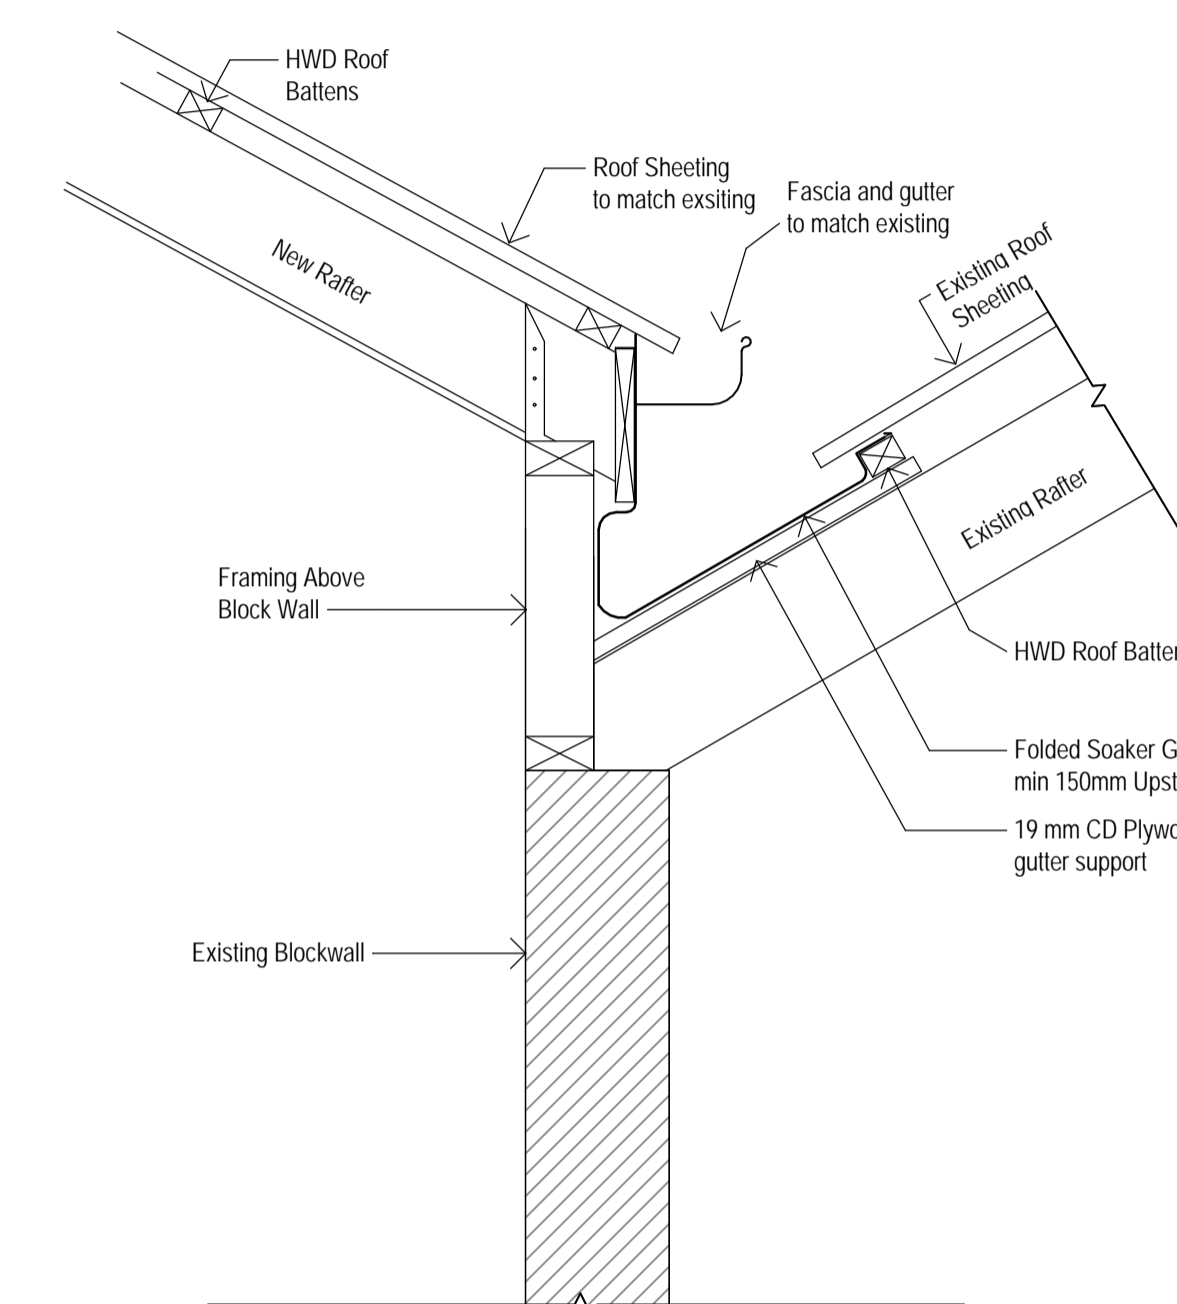 HWD Roof
Battens
Roof Sheeting
to match exsiting
Fascia and gutter
to match existing
Existing Roof
Sheeting
New Rafter
Existing Rafter
Framing Above
Block Wall
HWD Roof
Folded Soaker
min 150mm
19 mm CD
gutter support
Existing Blockwall